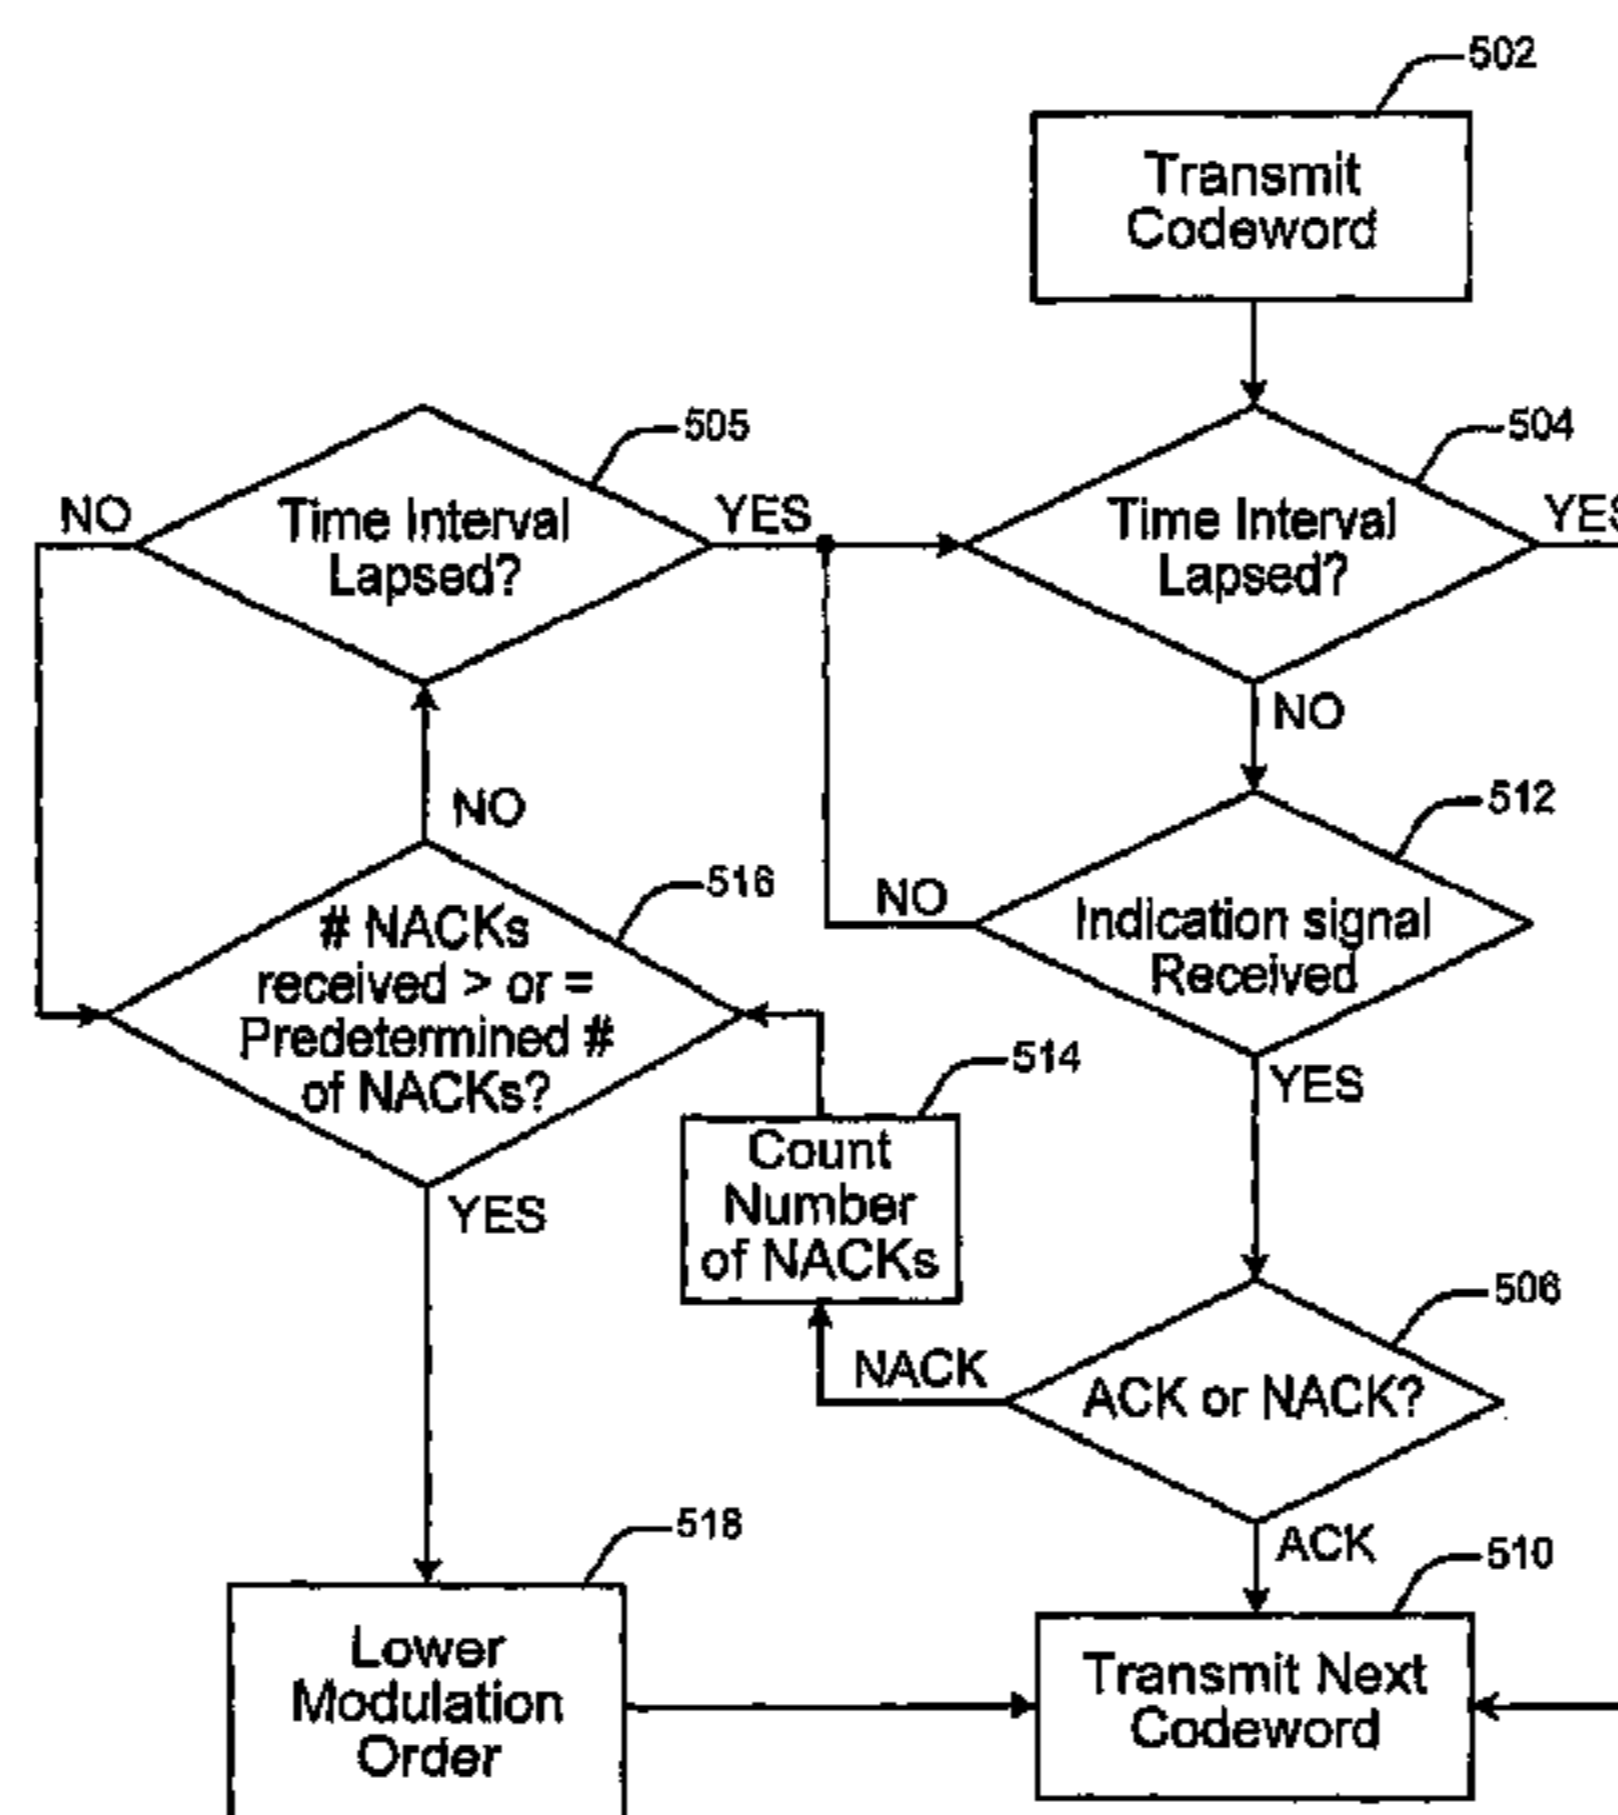 502
Transmit
Codeword
505
504
NO
Time Interval
Lapsed?
YES
Time Interval
Lapsed?
YES
NO
NO
512
516
NO
Indication signal
Received
# NACKs
received > or =
Predetermined #
of NACKs?
514
YES
YES
Count
Number
of NACKs
506
NACK
ACK or NACK?
518
ACK
510
Lower
Modulation
Order
Transmit Next
Codeword